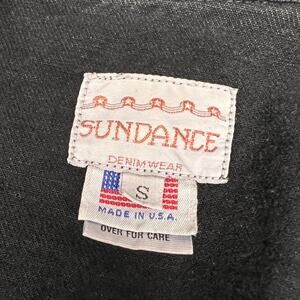 SUNDANCE
DENIMWEAR
S
MADE IN U.S.A.
OVER FOR CARE